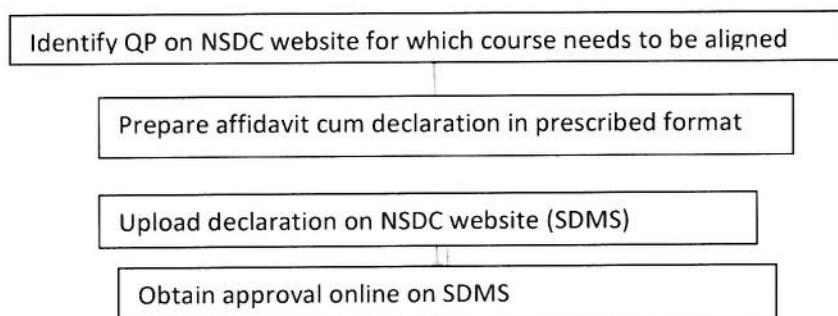 Identify QP on NSDC website for which course needs to be aligned
Prepare affidavit cum declaration in prescribed format
Upload declaration on NSDC website (SDMS)
Obtain approval online on SDMS